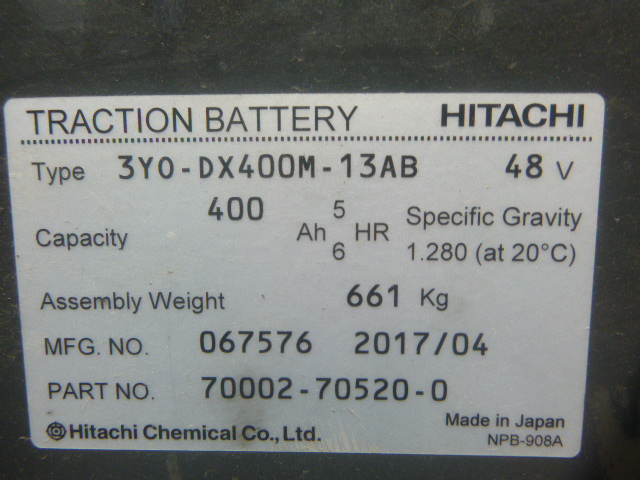 TRACTION BATTERY HITACHI
Type 3Y0-DX400M-13AB 48 V
Capacity 400 Ah 5 HR Specific Gravity
6 1.280 (at 20°C)
Assembly Weight 661 Kg
MFG. NO. 067576 2017/04
PART NO. 70002-70520-0
Hitachi Chemical Co., Ltd. Made in Japan
NPB-908A